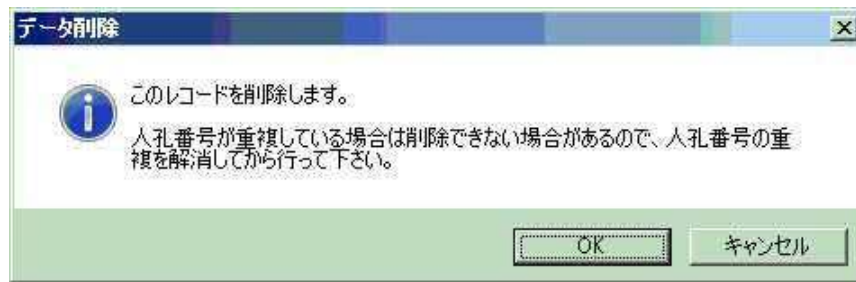 データ削除
このレコードを削除します。
人孔番号が重複している場合は削除できない場合があるので、人孔番号の重
複を解消してから行って下さい。
OK
キャンセル